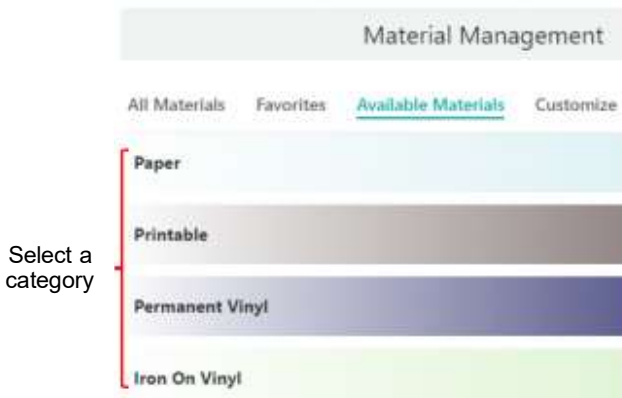 Material Management
All Materials Favorites Available Materials Customize
Paper
Printable
Select a
category
Permanent Vinyl
Iron On Vinyl